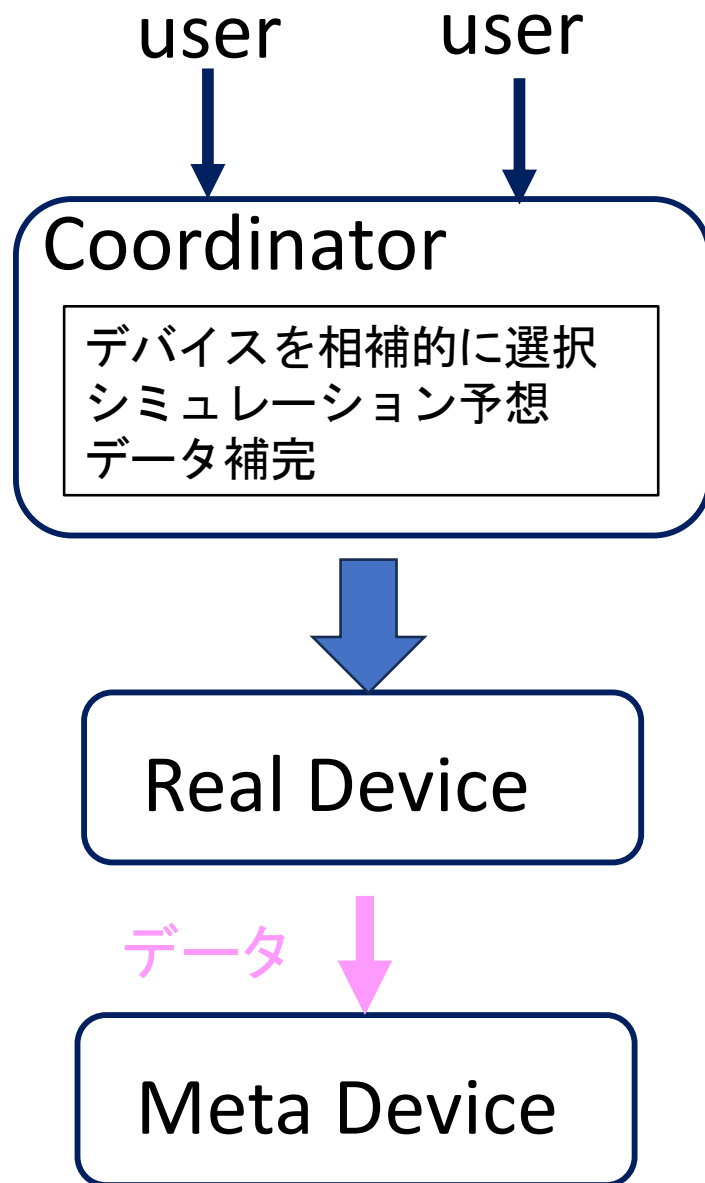 user
user
Coordinator
デバイスを相補的に選択
シミュレーション予想
データ補完
Real Device
データ
Meta Device